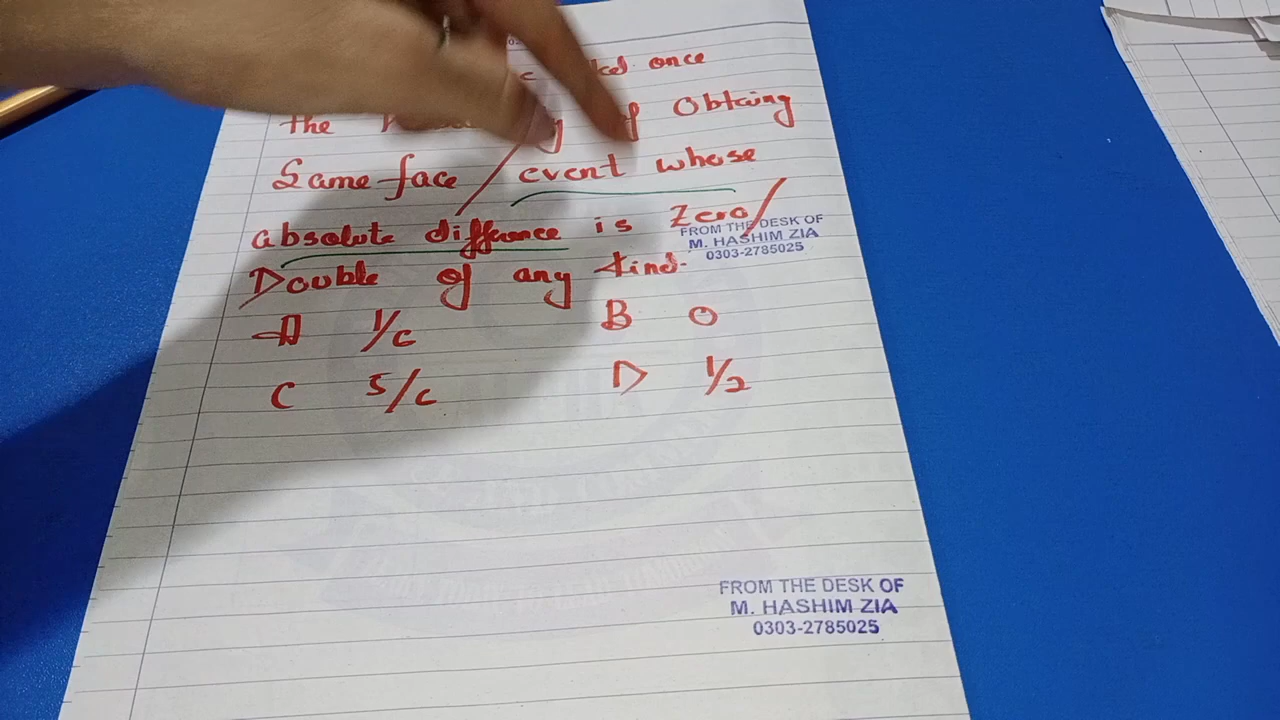 once
the of Obtaing
Same face / event whose
absolute difference is Zero/
Double of any kind.
A 1/6 B 0
C 5/6 D 1/2
FROM THE DESK OF
M. HASHIM ZIA
0303-2785025
FROM THE DESK OF
M. HASHIM ZIA
0303-2785025